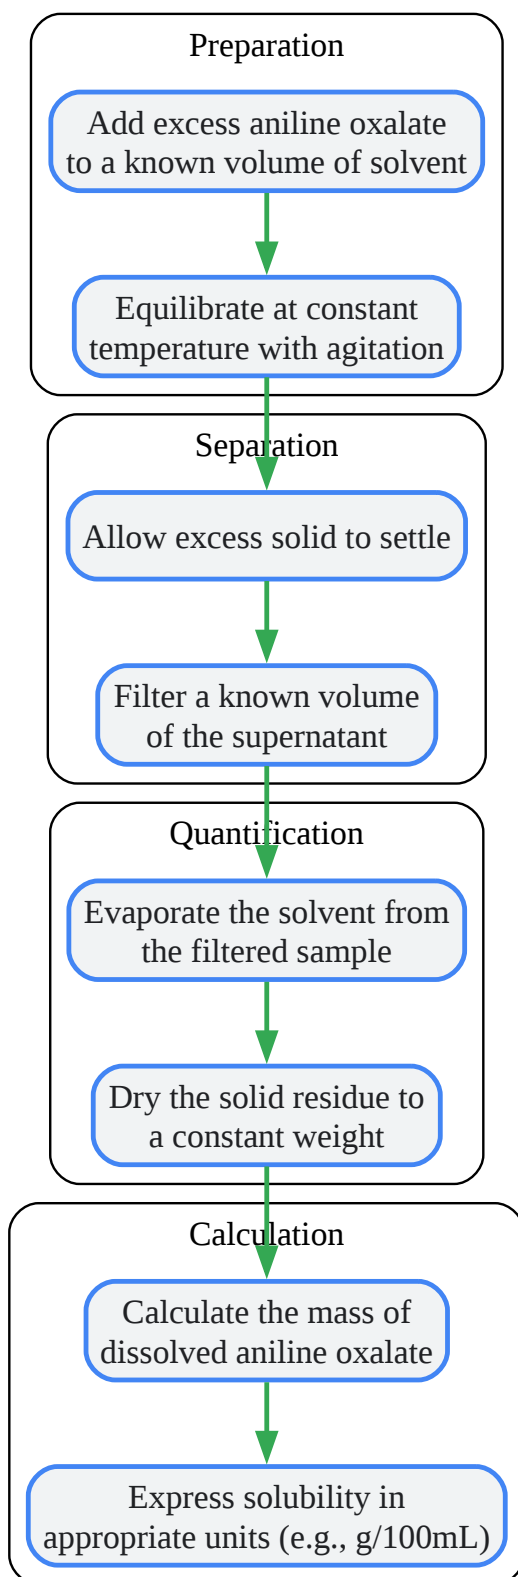 Preparation
Add excess aniline oxalate
to a known volume of solvent
Equilibrate at constant
temperature with agitation
Separation
Allow excess solid to settle
Filter a known volume
of the supernatant
Quantification
Evaporate the solvent from
the filtered sample
Dry the solid residue to
a constant weight
Calculation
Calculate the mass of
dissolved aniline oxalate
Express solubility in
appropriate units (e.g., g/100mL)